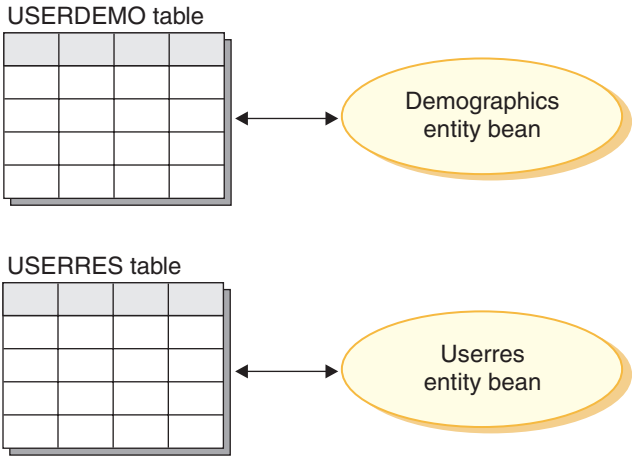 USERDEMO table
Demographics
entity bean
USERRES table
Userres
entity bean